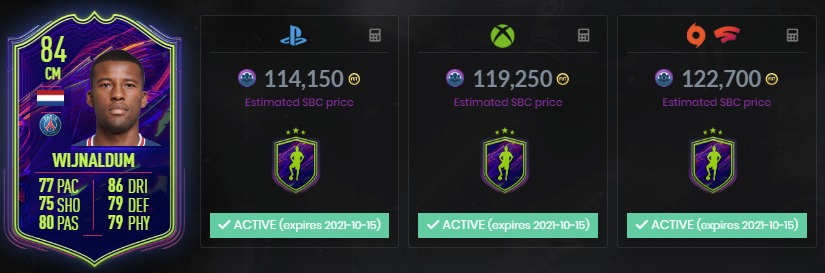 84
CM
WIJNALDUM
77 PAC 86 DRI
75 SHO 79 DEF
80 PAS 79 PHY
114,150
Estimated SBC price
ACTIVE (expires 2021-10-15)
119,250
Estimated SBC price
ACTIVE (expires 2021-10-15)
122,700
Estimated SBC price
ACTIVE (expires 2021-10-15)